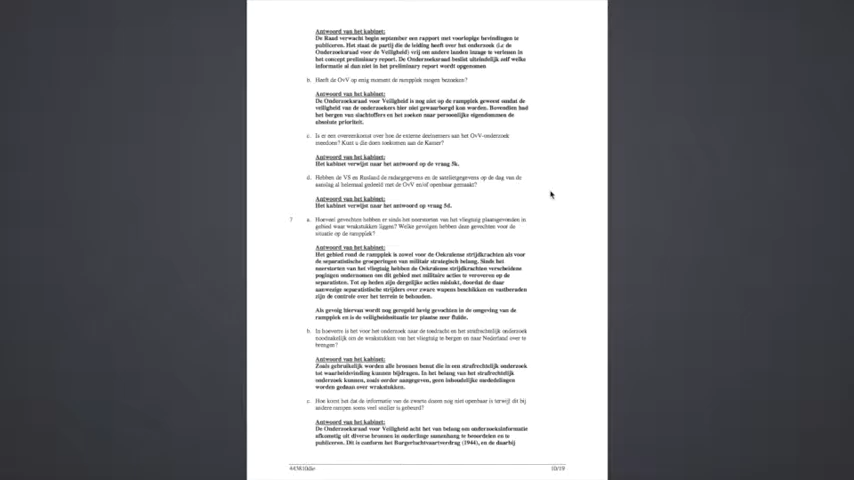 Antwoord van het kabinet:
De Raad verwacht begin september een rapport met voorlopige bevindingen te
publiceren. Het staat de partij die de leiding heeft over het onderzoek (i.c de
Onderzoeksraad voor de Veiligheid) vrij om andere landen inzage te verlenen in
het concept preliminary report. De Onderzoeksraad beslist uiteindelijk zelf welke
informatie al dan niet in het preliminary report wordt opgenomen
b. Heeft de OvV op enig moment de rampplek mogen bezoeken?
Antwoord van het kabinet:
De Onderzoeksraad voor Veiligheid is nog niet op de rampplek geweest omdat de
veiligheid van de onderzoekers hier niet gewaarborgd kon worden. Bovendien had
het bergen van slachtoffers en het zoeken naar persoonlijke eigendommen de
absolute prioriteit.
c. Is er een overeenkomst over hoe de externe deelnemers aan het OvV-onderzoek
meedoen? Kunt u die doen toekomen aan de Kamer?
Antwoord van het kabinet:
Het kabinet verwijst naar het antwoord op de vraag 5k.
d. Hebben de VS en Rusland de radargegevens en de satellietgegevens op de dag van de
aanslag al helemaal gedeeld met de OvV en/of openbaar gemaakt?
Antwoord van het kabinet:
Het kabinet verwijst naar het antwoord op vraag 5d.
7 a. Hoeveel gevechten hebben er sinds het neerstorten van het vliegtuig plaatsgevonden in
gebied waar wrakstukken liggen? Welke gevolgen hebben deze gevechten voor de
situatie op de rampplek?
Antwoord van het kabinet:
Het gebied rond de rampplek is zowel voor de Oekraïense strijdkrachten als voor
de separatistische groeperingen van militair strategisch belang. Sinds het
neerstorten van het vliegtuig hebben de Oekraïense strijdkrachten verscheidene
pogingen ondernomen om dit gebied met militaire acties te veroveren op de
separatisten. Tot op heden zijn dergelijke acties mislukt, doordat de daar
aanwezige separatistische strijders over zware wapens beschikken en vastberaden
zijn de controle over het terrein te behouden.
Als gevolg hiervan wordt nog geregeld hevig gevochten in de omgeving van de
rampplek en is de veiligheidssituatie ter plaatse zeer fluïde.
b. In hoeverre is het voor het onderzoek naar de toedracht en het strafrechtelijk onderzoek
noodzakelijk om de wrakstukken van het vliegtuig te bergen en naar Nederland over te
brengen?
Antwoord van het kabinet:
Zoals gebruikelijk worden alle bronnen benut die in een strafrechtelijk onderzoek
tot waarheidsvinding kunnen bijdragen. In het belang van het strafrechtelijk
onderzoek kunnen, zoals eerder aangegeven, geen inhoudelijke mededelingen
worden gedaan over wrakstukken.
c. Hoe komt het dat de informatie van de zwarte dozen nog niet openbaar is terwijl dit bij
andere rampen soms veel sneller is gebeurd?
Antwoord van het kabinet:
De Onderzoeksraad voor Veiligheid acht het van belang om onderzoeksinformatie
afkomstig uit diverse bronnen in onderlinge samenhang te beoordelen en te
publiceren. Dit is conform het Burgerluchtvaartverdrag (1944), en de daarbij
10/19